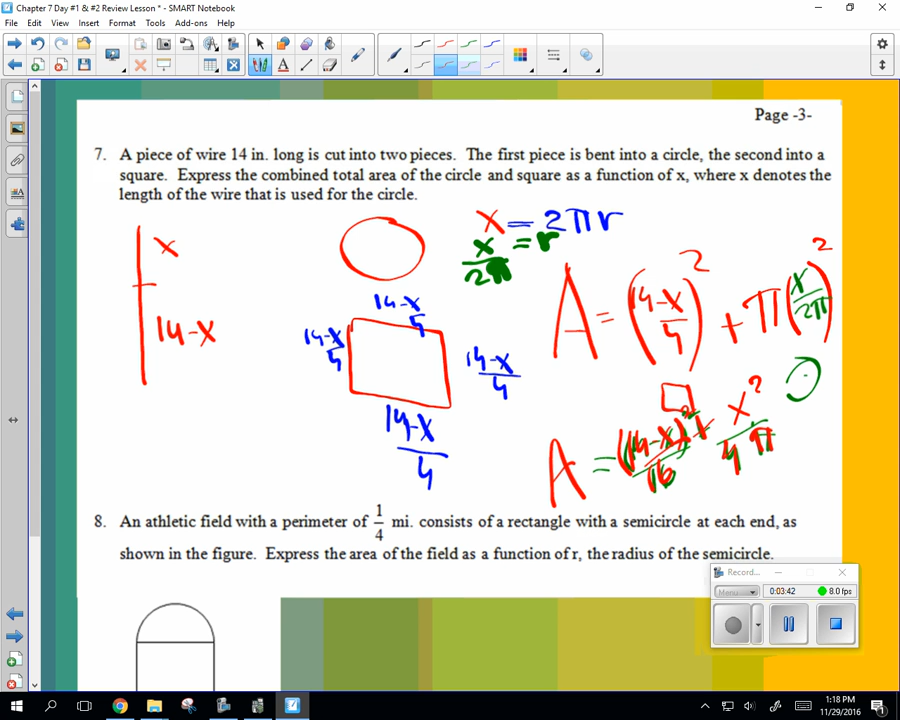 Chapter 7 Day #1 & #2 Review Lesson * - SMART Notebook
File Edit View Insert Format Tools Add-ons Help
Page -3-
7. A piece of wire 14 in. long is cut into two pieces. The first piece is bent into a circle, the second into a
square. Express the combined total area of the circle and square as a function of x, where x denotes the
length of the wire that is used for the circle.
x = 2πr
x/2π = r
x
14-x
14-x/4
14-x/4
14-x/4
14-x/4
A = (14-x/4)² + π(x/2π)²
A = (14-x)²/16 + x²/4π
8. An athletic field with a perimeter of 1/4 mi. consists of a rectangle with a semicircle at each end, as
shown in the figure. Express the area of the field as a function of r, the radius of the semicircle.
Record...
Menu... 0:03:42 8.0 fps
1:18 PM
11/29/2016
1